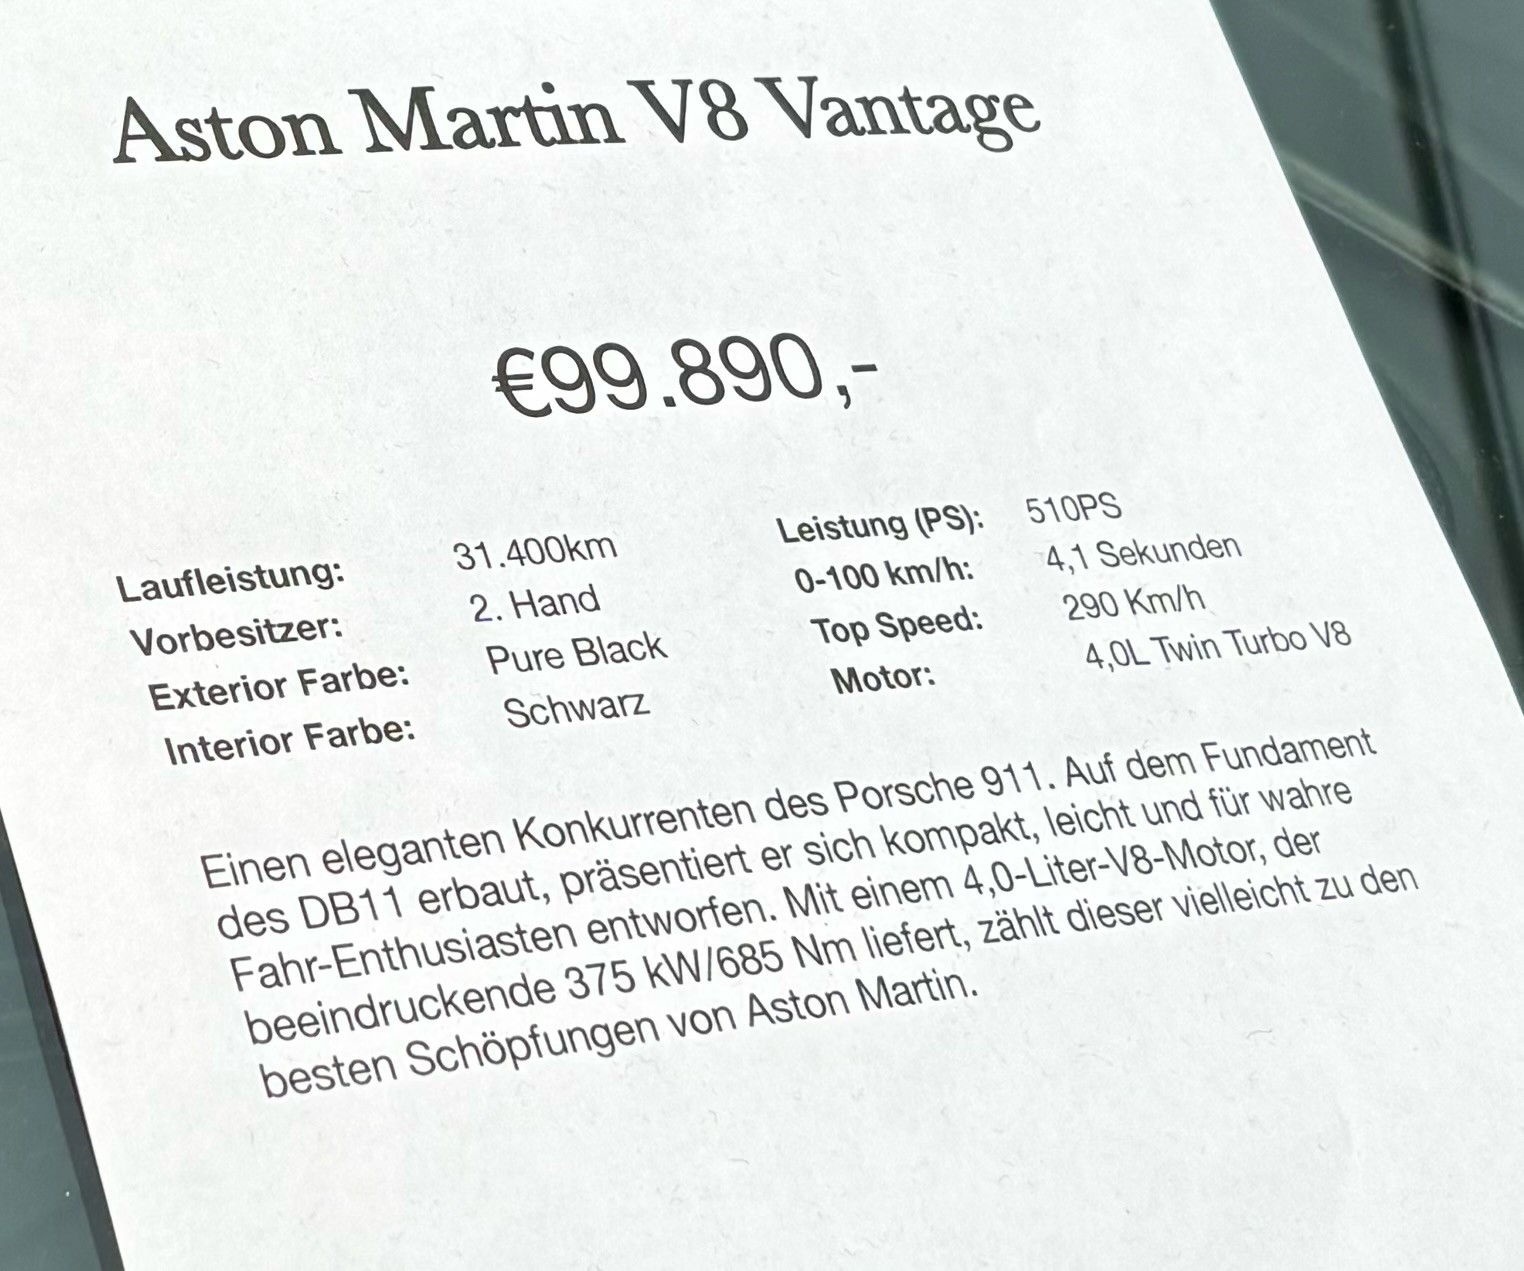 Aston Martin V8 Vantage
€99.890,-
Laufleistung: 31.400km
Vorbesitzer: 2. Hand
Exterior Farbe: Pure Black
Interior Farbe: Schwarz
Leistung (PS): 510PS
0-100 km/h: 4,1 Sekunden
Top Speed: 290 Km/h
Motor: 4,0L Twin Turbo V8
Einen eleganten Konkurrenten des Porsche 911. Auf dem Fundament
des DB11 erbaut, präsentiert er sich kompakt, leicht und für wahre
Fahr-Enthusiasten entworfen. Mit einem 4,0-Liter-V8-Motor, der
beeindruckende 375 kW/685 Nm liefert, zählt dieser vielleicht zu den
besten Schöpfungen von Aston Martin.